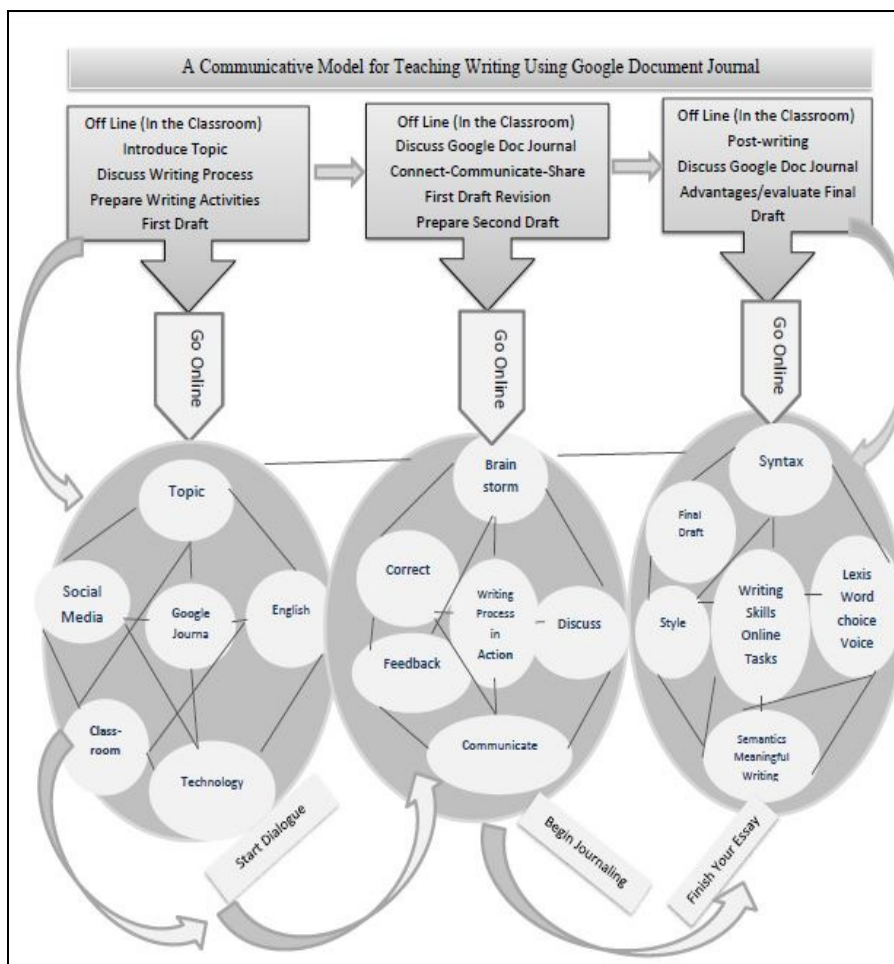 A Communicative Model for Teaching Writing Using Google Document Journal
Off Line (In the Classroom)
Introduce Topic
Discuss Writing Process
Prepare Writing Activities
First Draft
Off Line (In the Classroom)
Discuss Google Doc Journal
Connect-Communicate-Share
First Draft Revision
Prepare Second Draft
Off Line (In the Classroom)
Post-writing
Discuss Google Doc Journal
Advantages/evaluate Final
Draft
Go Online
Go Online
Go Online
Topic
Social
Media
Google
Journa
English
Class-
room
Technology
Brain
storm
Correct
Writing
Process
in
Action
Discuss
Feedback
Communicate
Syntax
Final
Draft
Style
Writing
Skills
Online
Tasks
Lexis
Word
choice
Voice
Semantics
Meaningful
Writing
Start Dialogue
Begin Journaling
Finish Your Essay